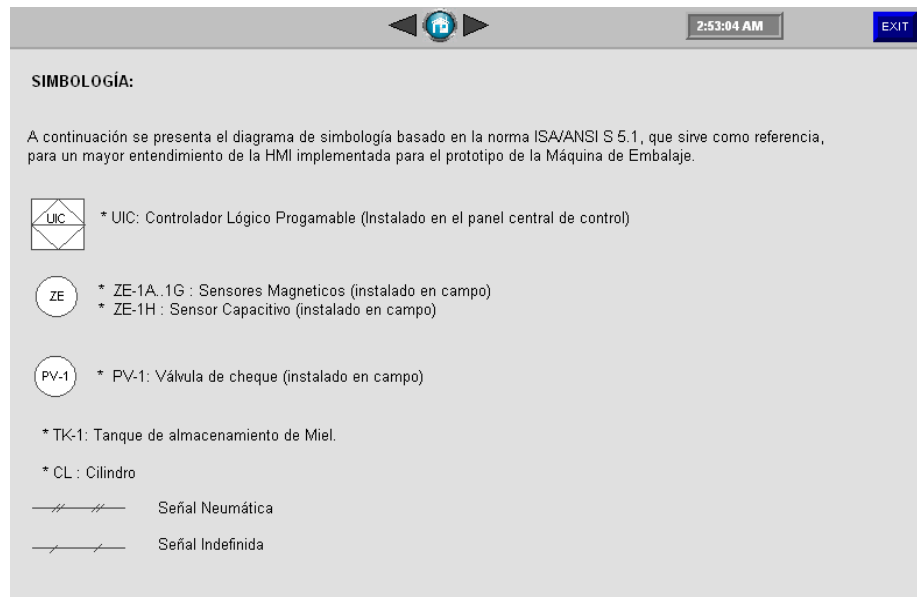 2:53:04 AM
EXIT
SIMBOLOGÍA:
A continuación se presenta el diagrama de simbología basado en la norma ISA/ANSI S 5.1, que sirve como referencia,
para un mayor entendimiento de la HMI implementada para el prototipo de la Máquina de Embalaje.
UIC
* UIC: Controlador Lógico Progamable (Instalado en el panel central de control)
ZE
* ZE-1A..1G : Sensores Magneticos (instalado en campo)
* ZE-1H : Sensor Capacitivo (instalado en campo)
PV-1
* PV-1: Válvula de cheque (instalado en campo)
* TK-1: Tanque de almacenamiento de Miel.
* CL : Cilindro
Señal Neumática
Señal Indefinida